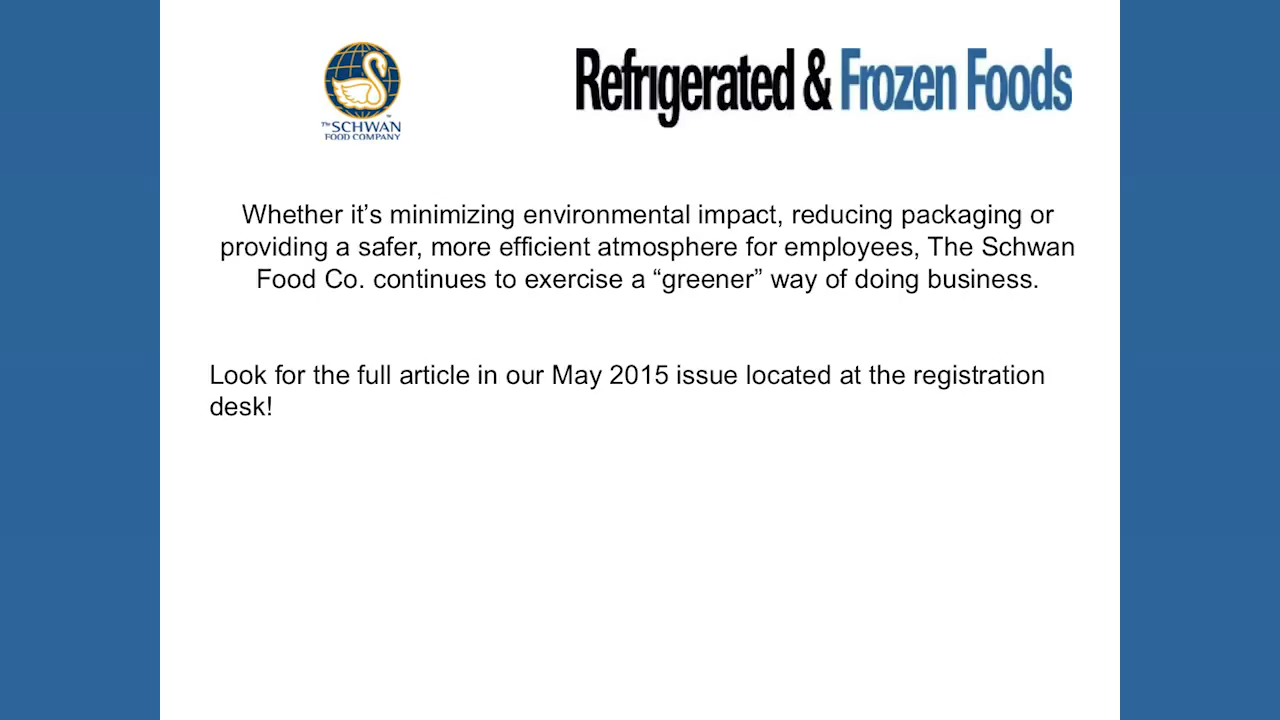 The SCHWAN
FOOD COMPANY
Refrigerated & Frozen Foods
Whether it’s minimizing environmental impact, reducing packaging or
providing a safer, more efficient atmosphere for employees, The Schwan
Food Co. continues to exercise a “greener” way of doing business.
Look for the full article in our May 2015 issue located at the registration
desk!